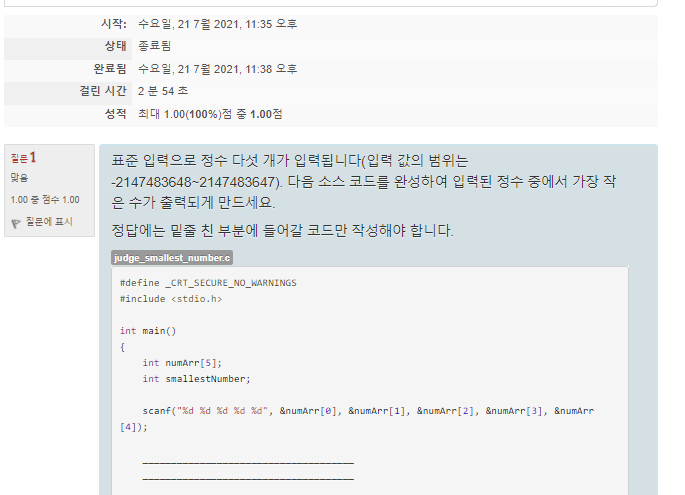 시작: 수요일, 21 7월 2021, 11:35 오후
상태 종료됨
완료됨 수요일, 21 7월 2021, 11:38 오후
걸린 시간 2 분 54 초
성적 최대 1.00(100%)점 중 1.00점
질문 1
맞음
1.00 중 점수 1.00
질문에 표시
표준 입력으로 정수 다섯 개가 입력됩니다(입력 값의 범위는
-2147483648~2147483647). 다음 소스 코드를 완성하여 입력된 정수 중에서 가장 작
은 수가 출력되게 만드세요.
정답에는 밑줄 친 부분에 들어갈 코드만 작성해야 합니다.
judge_smallest_number.c
#define _CRT_SECURE_NO_WARNINGS
#include <stdio.h>
int main()
{
    int numArr[5];
    int smallestNumber;
    scanf("%d %d %d %d %d", &numArr[0], &numArr[1], &numArr[2], &numArr[3], &numArr
[4]);
    ____________________________________
    ____________________________________